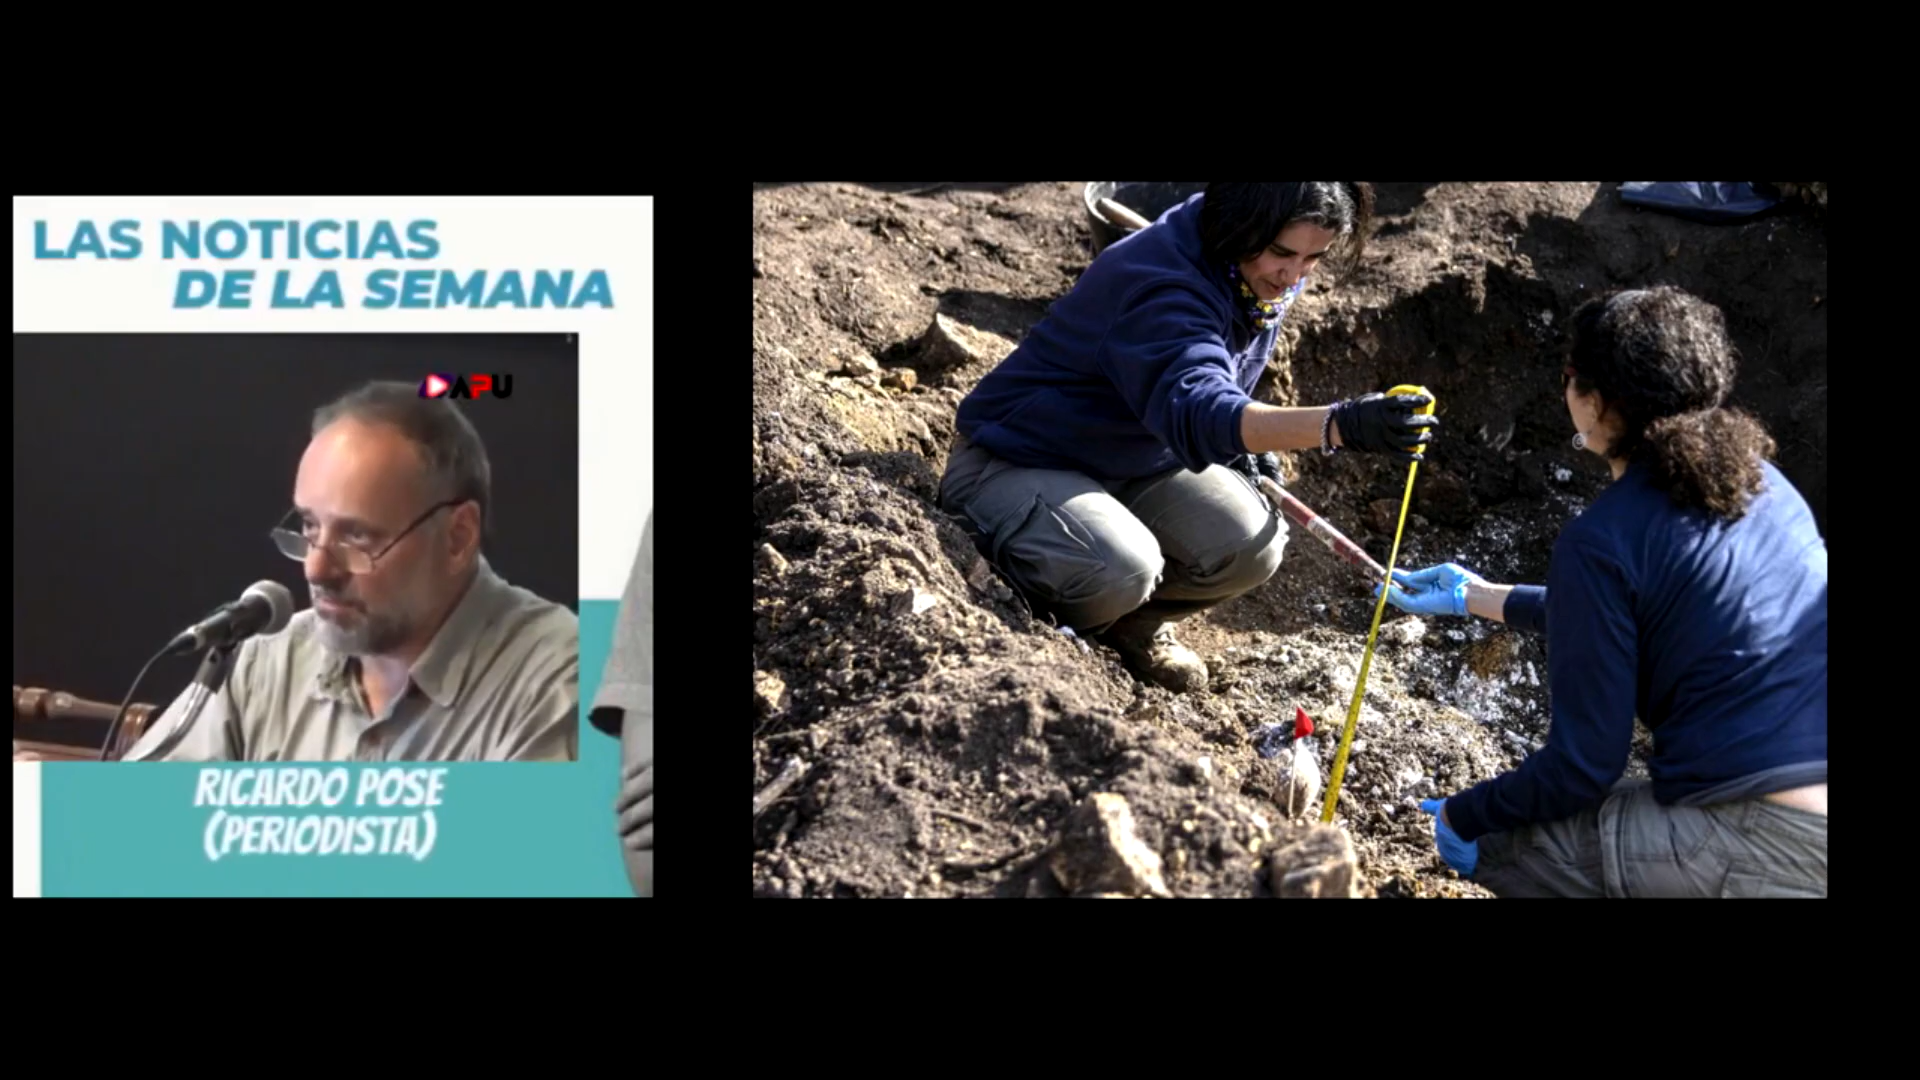 LAS NOTICIAS
DE LA SEMANA
APU
RICARDO POSE
(PERIODISTA)